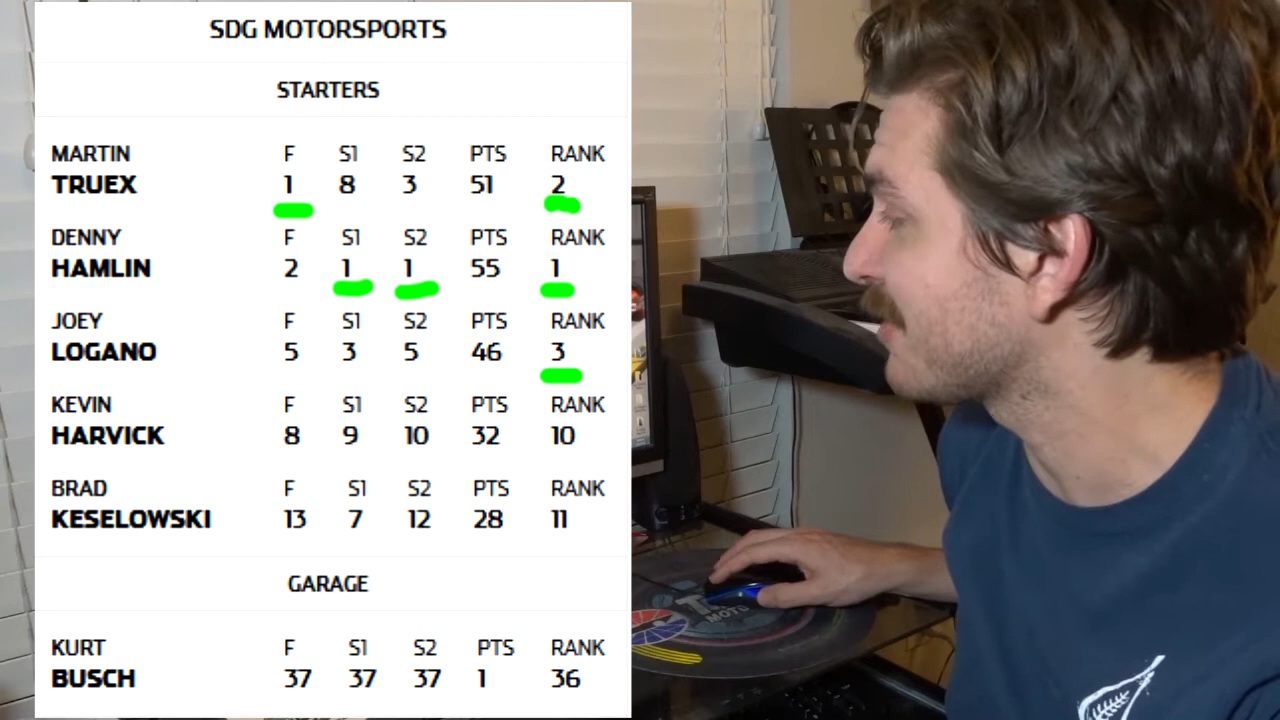 SDG MOTORSPORTS
STARTERS
MARTIN F S1 S2 PTS RANK
TRUEX 1 8 3 51 2
DENNY F S1 S2 PTS RANK
HAMLIN 2 1 1 55 1
JOEY F S1 S2 PTS RANK
LOGANO 5 3 5 46 3
KEVIN F S1 S2 PTS RANK
HARVICK 8 9 10 32 10
BRAD F S1 S2 PTS RANK
KESELOWSKI 13 7 12 28 11
GARAGE
KURT F S1 S2 PTS RANK
BUSCH 37 37 37 1 36
MOTO